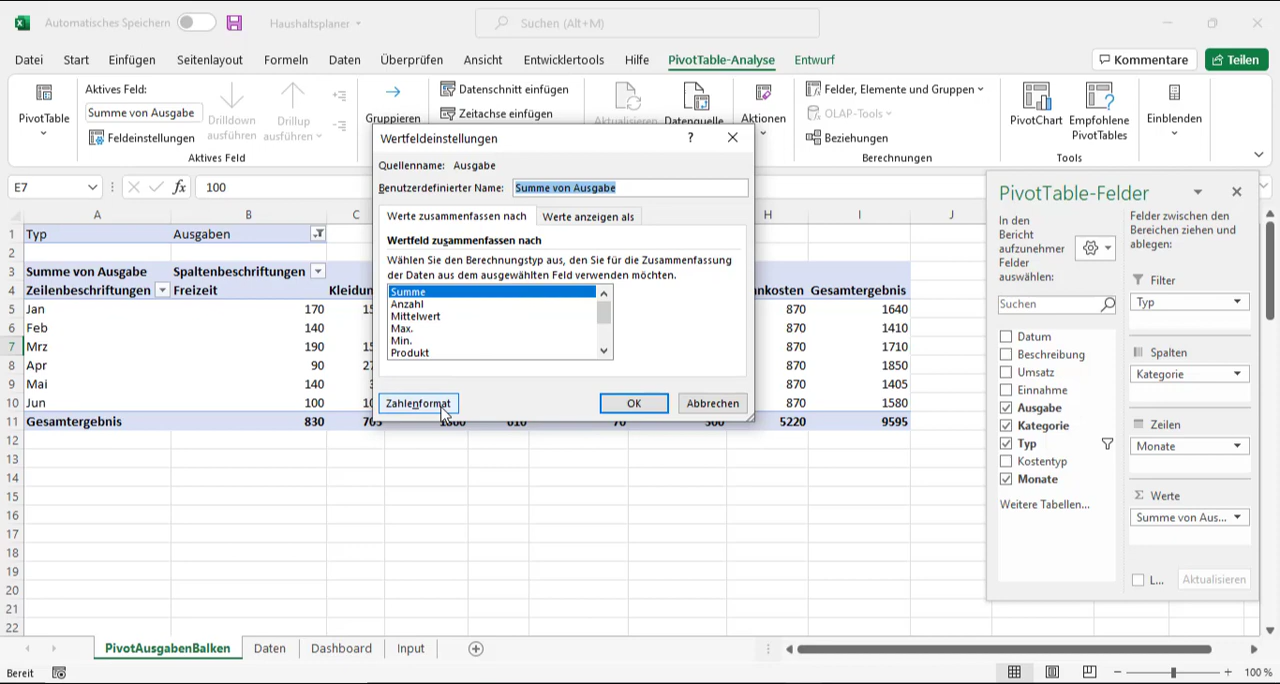 Automatisches Speichern
Haushaltsplaner
Suchen (Alt+M)
Datei Start Einfügen Seitenlayout Formeln Daten Überprüfen Ansicht Entwicklertools Hilfe PivotTable-Analyse Entwurf
Kommentare
Teilen
PivotTable
Aktives Feld:
Summe von Ausgabe
Feldeinstellungen
Drilldown
ausführen
Drillup
ausführen
Aktives Feld
Gruppieren
Datenschnitt einfügen
Zeitachse einfügen
Aktualisieren
Datenquelle
Aktionen
Felder, Elemente und Gruppen
OLAP-Tools
Beziehungen
Berechnungen
PivotChart
Empfohlene
PivotTables
Tools
Einblenden
E7
fx
100
Wertfeldeinstellungen
?
Quellenname: Ausgabe
Benutzerdefinierter Name: Summe von Ausgabe
Werte zusammenfassen nach Werte anzeigen als
Wertfeld zusammenfassen nach
Wählen Sie den Berechnungstyp aus, den Sie für die Zusammenfassung
der Daten aus dem ausgewählten Feld verwenden möchten.
Summe
Anzahl
Mittelwert
Max.
Min.
Produkt
Zahlenformat
OK
Abbrechen
A B C H I J
1 Typ Ausgaben
2
3 Summe von Ausgabe Spaltenbeschriftungen
4 Zeilenbeschriftungen Freizeit Gesamtergebnis
5 Jan 170 870 1640
6 Feb 140 870 1410
7 Mrz 190 870 1710
8 Apr 90 870 1850
9 Mai 140 870 1405
10 Jun 100 870 1580
11 Gesamtergebnis 830 5220 9595
12
13
14
15
16
17
18
19
20
21
22
PivotTable-Felder
In den
Bericht
aufzunehmer
Felder
auswählen:
Suchen
Datum
Beschreibung
Umsatz
Einnahme
Ausgabe
Kategorie
Typ
Kostentyp
Monate
Weitere Tabellen...
Felder zwischen den
Bereichen ziehen und
ablegen:
Filter
Typ
Spalten
Kategorie
Zeilen
Monate
Σ Werte
Summe von Aus...
L...
Aktualisieren
PivotAusgabenBalken Daten Dashboard Input
Bereit
100 %